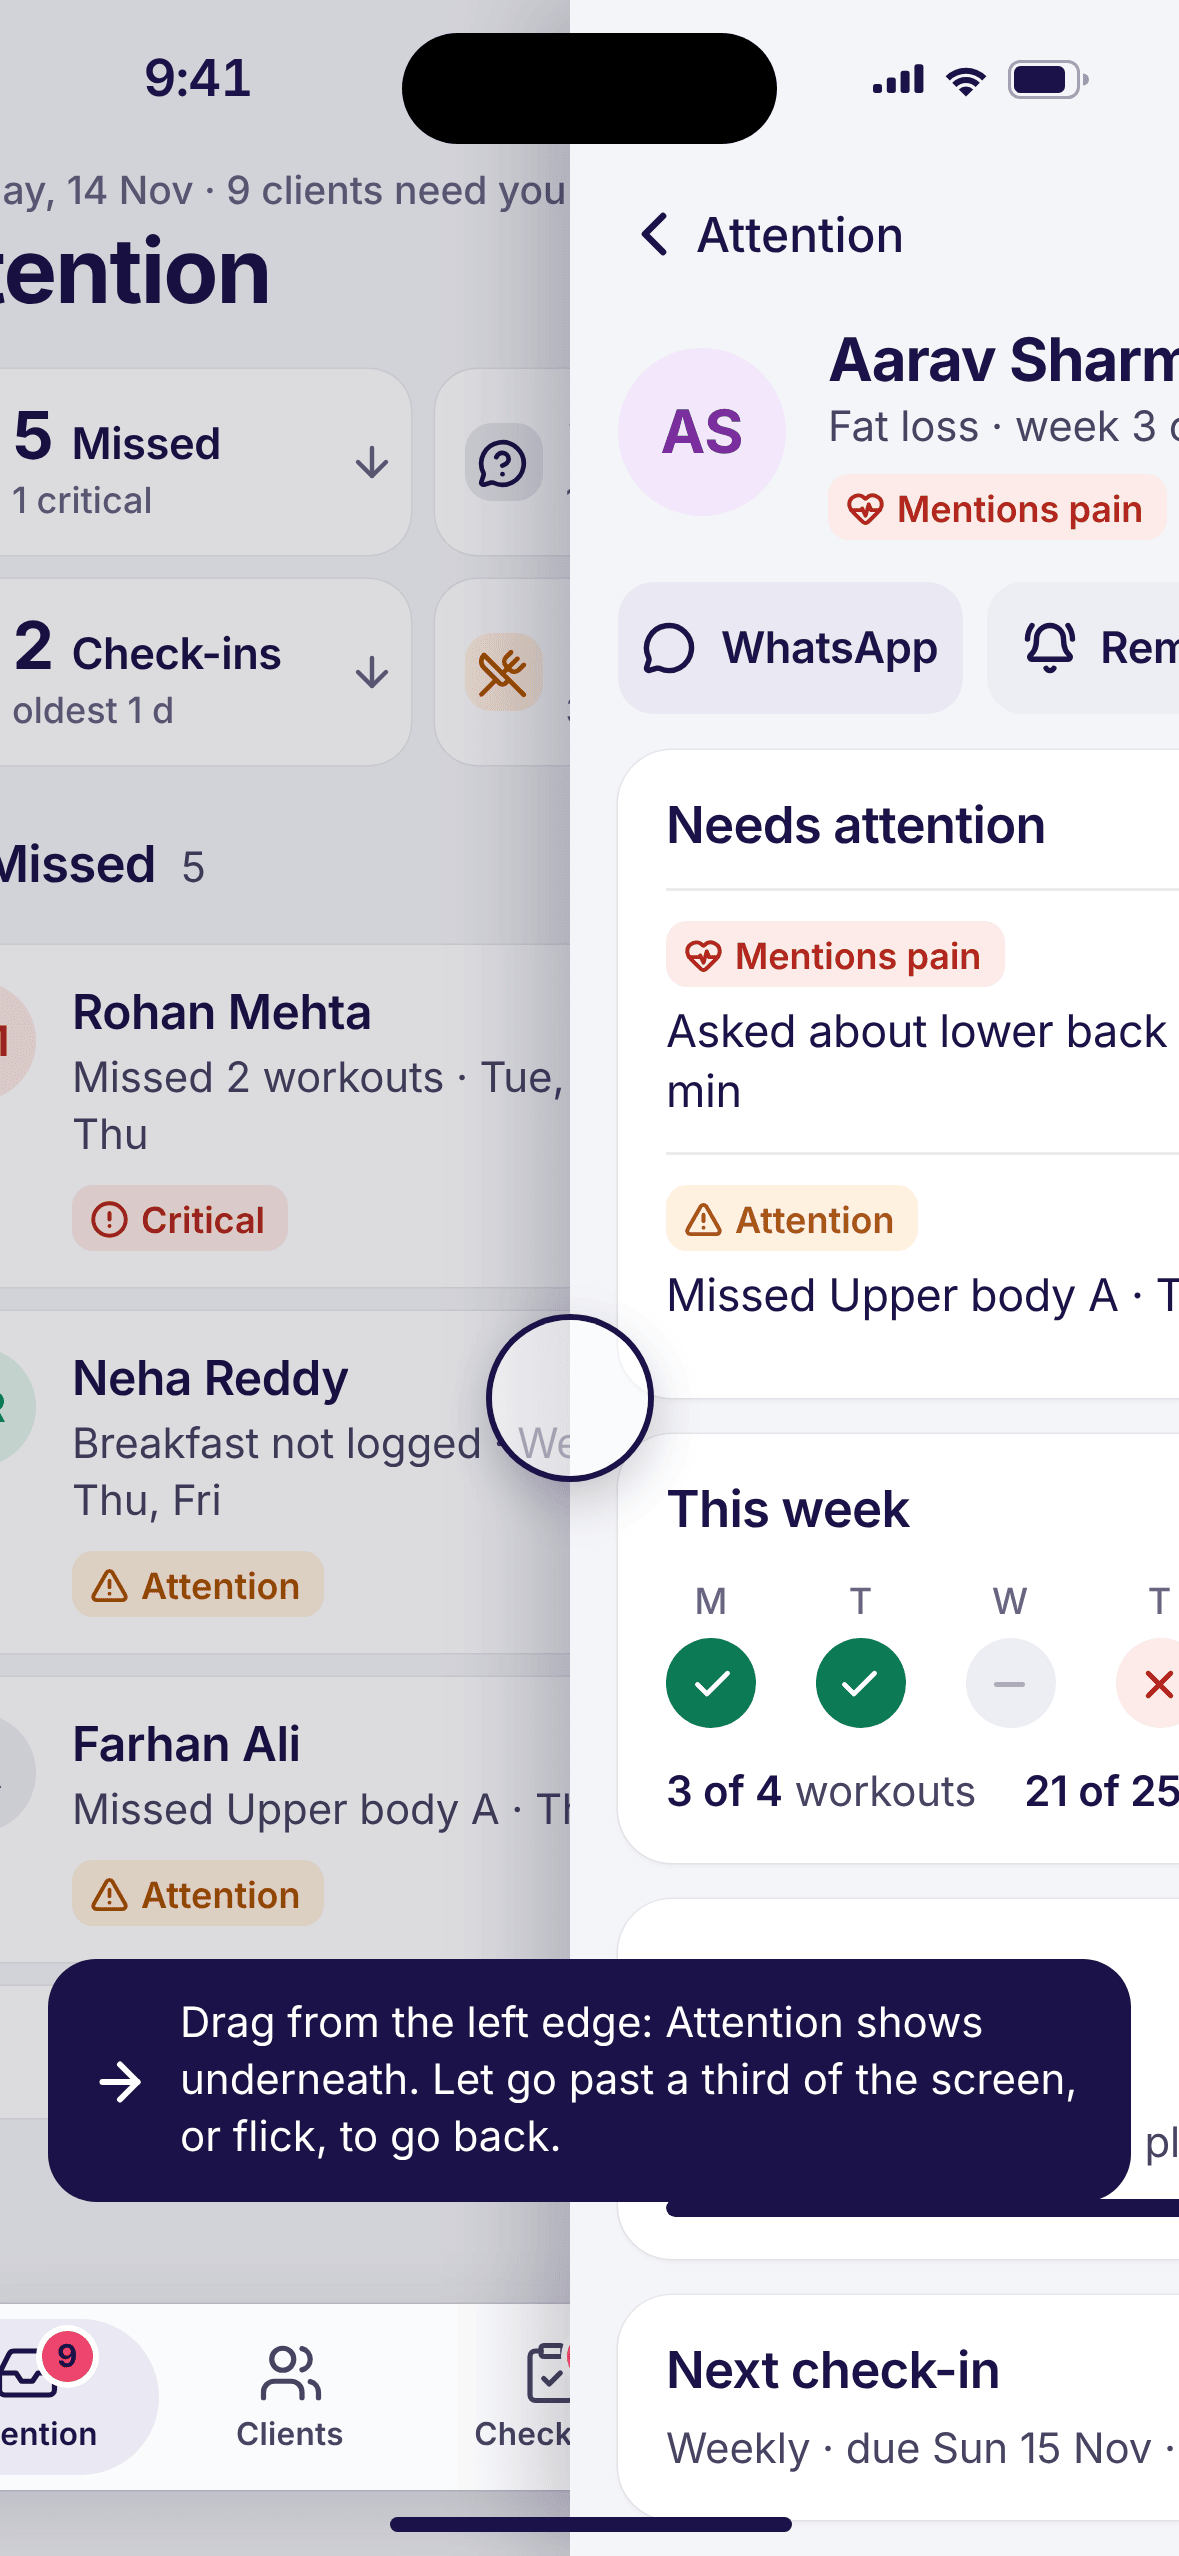 9:41
ay, 14 Nov · 9 clients need you
tention
5 Missed
1 critical
2 Check-ins
oldest 1 d
Missed 5
Rohan Mehta
Missed 2 workouts · Tue,
Thu
Critical
Neha Reddy
Breakfast not logged · We
Thu, Fri
Attention
Farhan Ali
Missed Upper body A · Th
Attention
9
ention
Clients
Check
Attention
AS
Aarav Sharm
Fat loss · week 3 o
Mentions pain
WhatsApp
Rem
Needs attention
Mentions pain
Asked about lower back
min
Attention
Missed Upper body A · T
This week
M T W T
3 of 4 workouts 21 of 25
Drag from the left edge: Attention shows
underneath. Let go past a third of the screen,
or flick, to go back.
pl
Next check-in
Weekly · due Sun 15 Nov ·